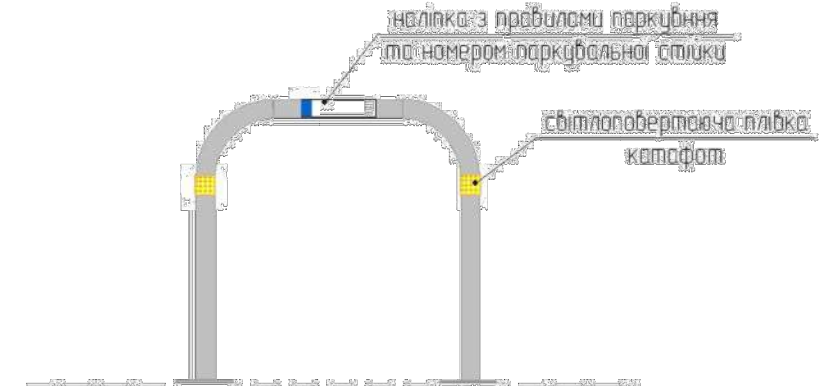 наліпка з правилами паркування
та номером паркувальної стійки
світлоповертаюча плівка
катафот